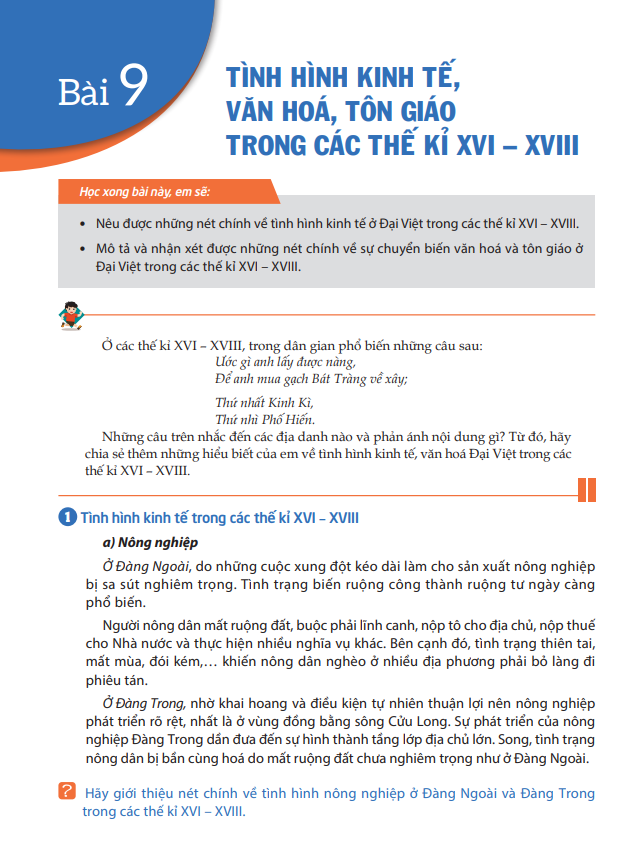 Bài 9
TÌNH HÌNH KINH TẾ,
VĂN HOÁ, TÔN GIÁO
TRONG CÁC THẾ KỈ XVI – XVIII
Học xong bài này, em sẽ:
• Nêu được những nét chính về tình hình kinh tế ở Đại Việt trong các thế kỉ XVI – XVIII.
• Mô tả và nhận xét được những nét chính về sự chuyển biến văn hoá và tôn giáo ở
Đại Việt trong các thế kỉ XVI – XVIII.
Ở các thế kỉ XVI – XVIII, trong dân gian phổ biến những câu sau:
Ước gì anh lấy được nàng,
Để anh mua gạch Bát Tràng về xây;
Thứ nhất Kinh Kì,
Thứ nhì Phố Hiến.
Những câu trên nhắc đến các địa danh nào và phản ánh nội dung gì? Từ đó, hãy
chia sẻ thêm những hiểu biết của em về tình hình kinh tế, văn hoá Đại Việt trong các
thế kỉ XVI – XVIII.
1 Tình hình kinh tế trong các thế kỉ XVI – XVIII
a) Nông nghiệp
Ở Đàng Ngoài, do những cuộc xung đột kéo dài làm cho sản xuất nông nghiệp
bị sa sút nghiêm trọng. Tình trạng biến ruộng công thành ruộng tư ngày càng
phổ biến.
Người nông dân mất ruộng đất, buộc phải lĩnh canh, nộp tô cho địa chủ, nộp thuế
cho Nhà nước và thực hiện nhiều nghĩa vụ khác. Bên cạnh đó, tình trạng thiên tai,
mất mùa, đói kém,... khiến nông dân nghèo ở nhiều địa phương phải bỏ làng đi
phiêu tán.
Ở Đàng Trong, nhờ khai hoang và điều kiện tự nhiên thuận lợi nên nông nghiệp
phát triển rõ rệt, nhất là ở vùng đồng bằng sông Cửu Long. Sự phát triển của nông
nghiệp Đàng Trong dần đưa đến sự hình thành tầng lớp địa chủ lớn. Song, tình trạng
nông dân bị bần cùng hoá do mất ruộng đất chưa nghiêm trọng như ở Đàng Ngoài.
? Hãy giới thiệu nét chính về tình hình nông nghiệp ở Đàng Ngoài và Đàng Trong
trong các thế kỉ XVI – XVIII.